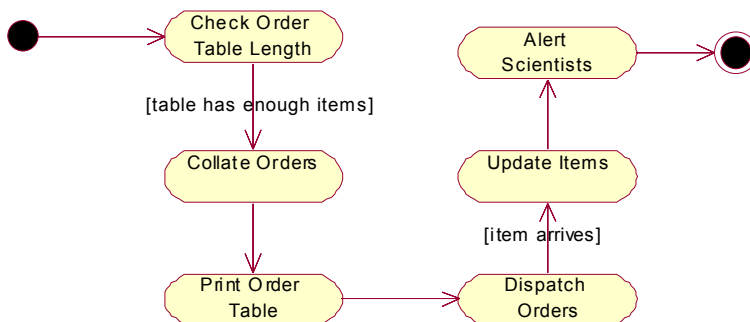 Check Order
Table Length
[table has enough items]
Collate Orders
Print Order
Table
Dispatch
Orders
[item arrives]
Update Items
Alert
Scientists